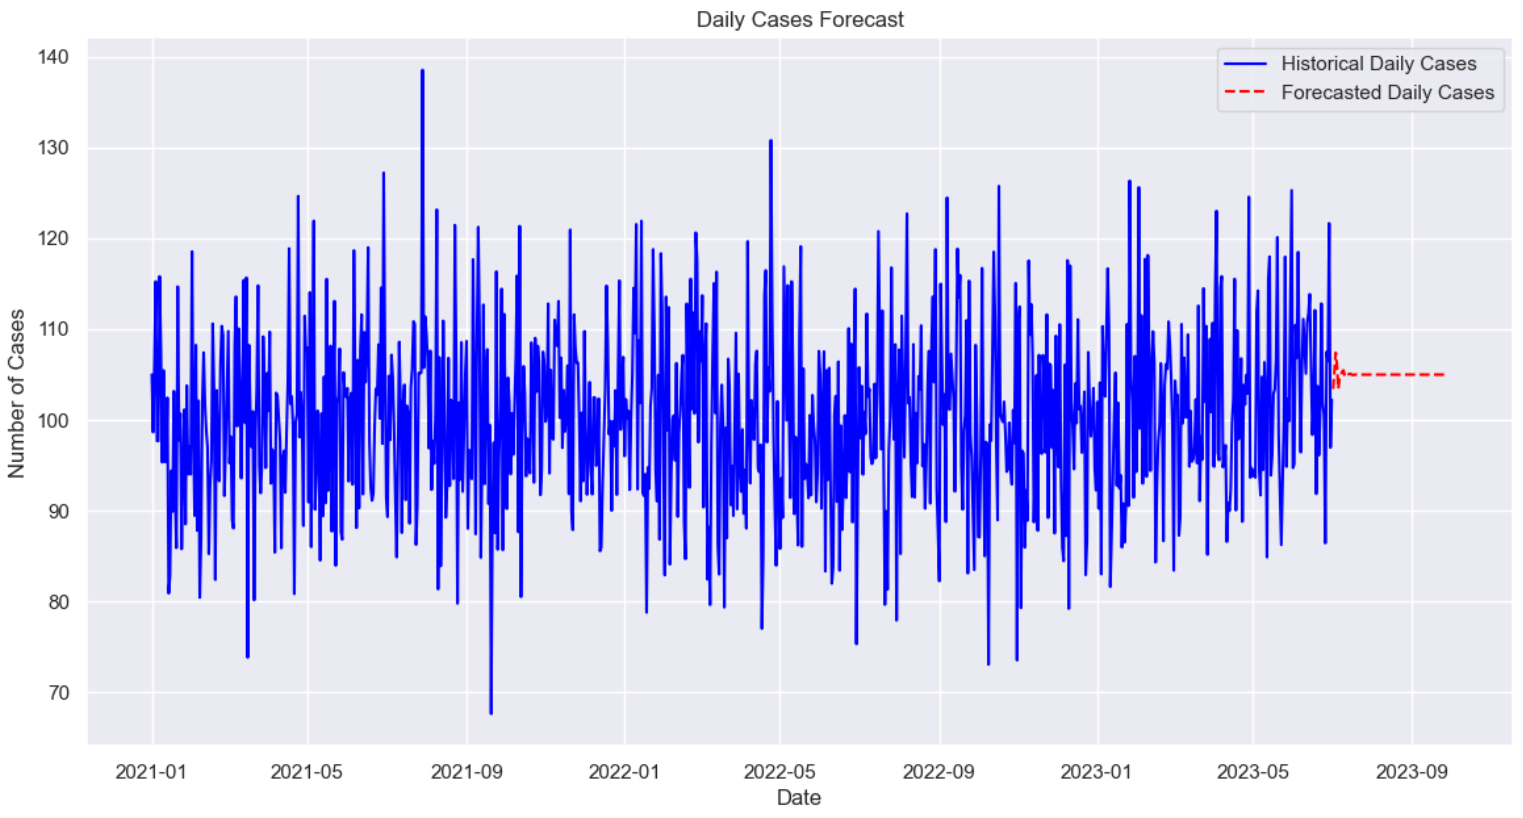 Daily Cases Forecast
Historical Daily Cases
Forecasted Daily Cases
140
130
120
110
100
90
80
70
Number of Cases
2021-01 2021-05 2021-09 2022-01 2022-05 2022-09 2023-01 2023-05 2023-09
Date